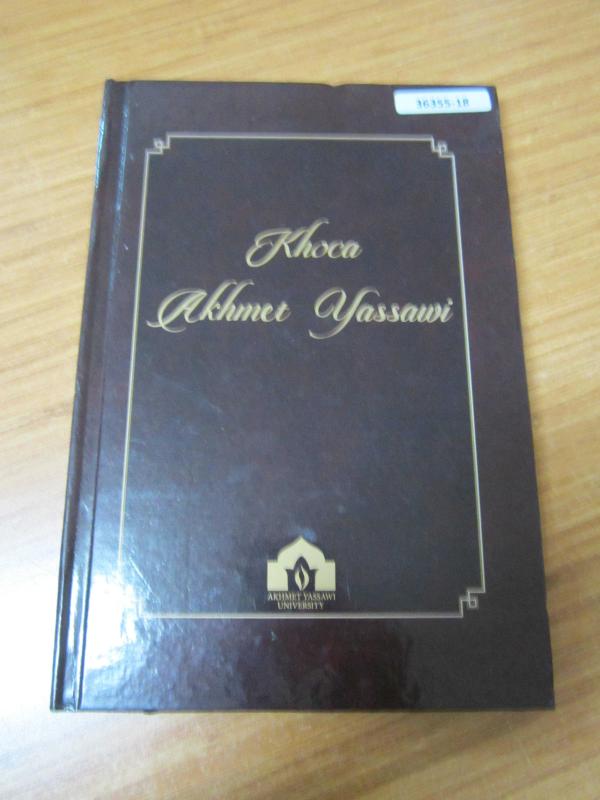 36355-18
Khoca
Akhmet Yassawi
AKHMET YASSAWI
UNIVERSITY